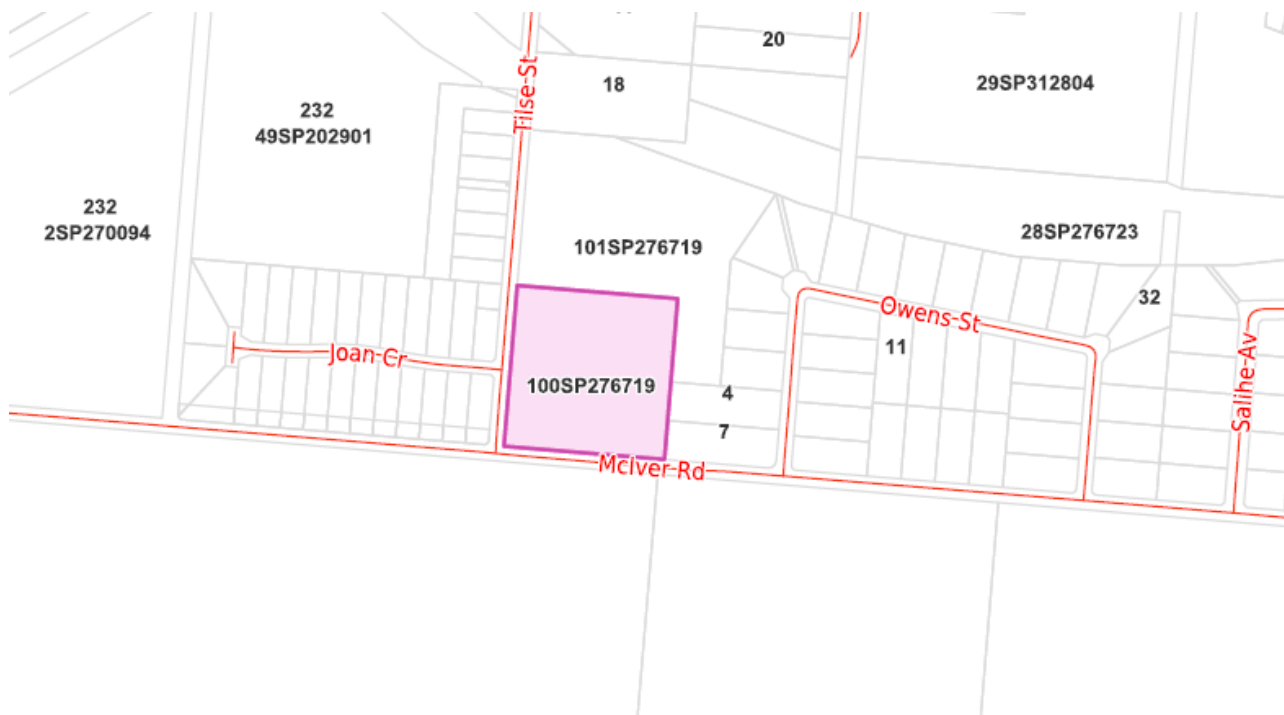 20
18
29SP312804
Tilse St
232
49SP202901
232
2SP270094
101SP276719
28SP276723
32
Owens St
11
Joan Cr
Salihe Av
100SP276719
4
7
McIver Rd